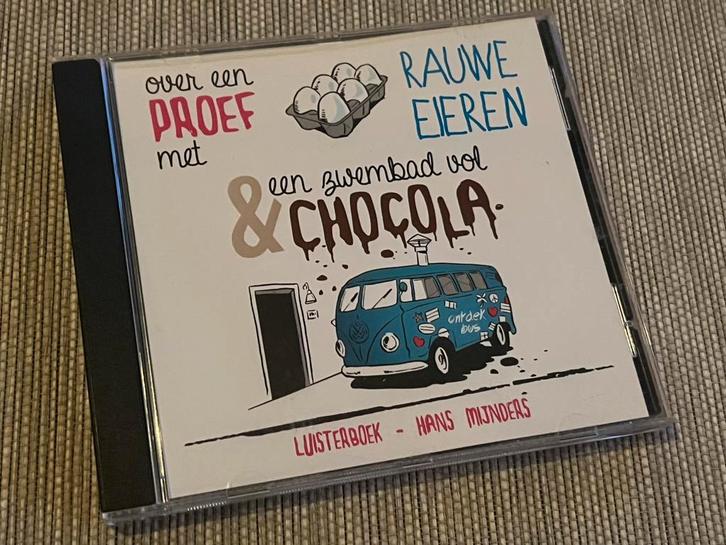 over een
PROEF
met
RAUWE
EIEREN
& een zwembad vol
CHOCOLA.
ontdek
bus
LUISTERBOEK - HANS MIJNDERS